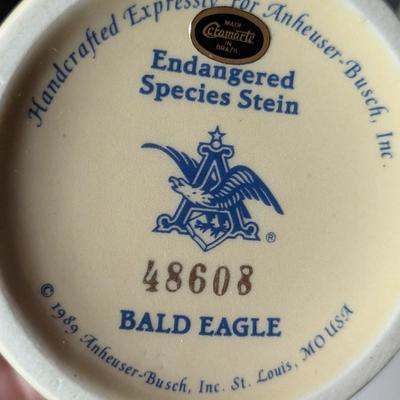 Handcrafted Expressly for Anheuser-Busch, Inc.
MADE
Ceramarte
IN
BRAZIL
Endangered
Species Stein
A
®
48608
BALD EAGLE
© 1989 Anheuser-Busch, Inc. St. Louis, MO USA